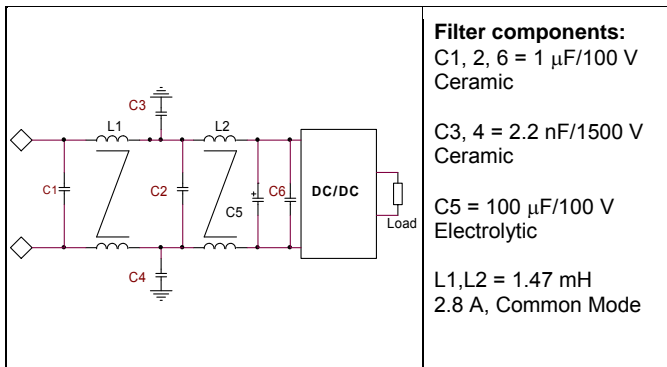 C3
L1
L2
C1
C2
C5
+
C6
DC/DC
Load
C4
Filter components:
C1, 2, 6 = 1 μF/100 V
Ceramic
C3, 4 = 2.2 nF/1500 V
Ceramic
C5 = 100 μF/100 V
Electrolytic
L1,L2 = 1.47 mH
2.8 A, Common Mode